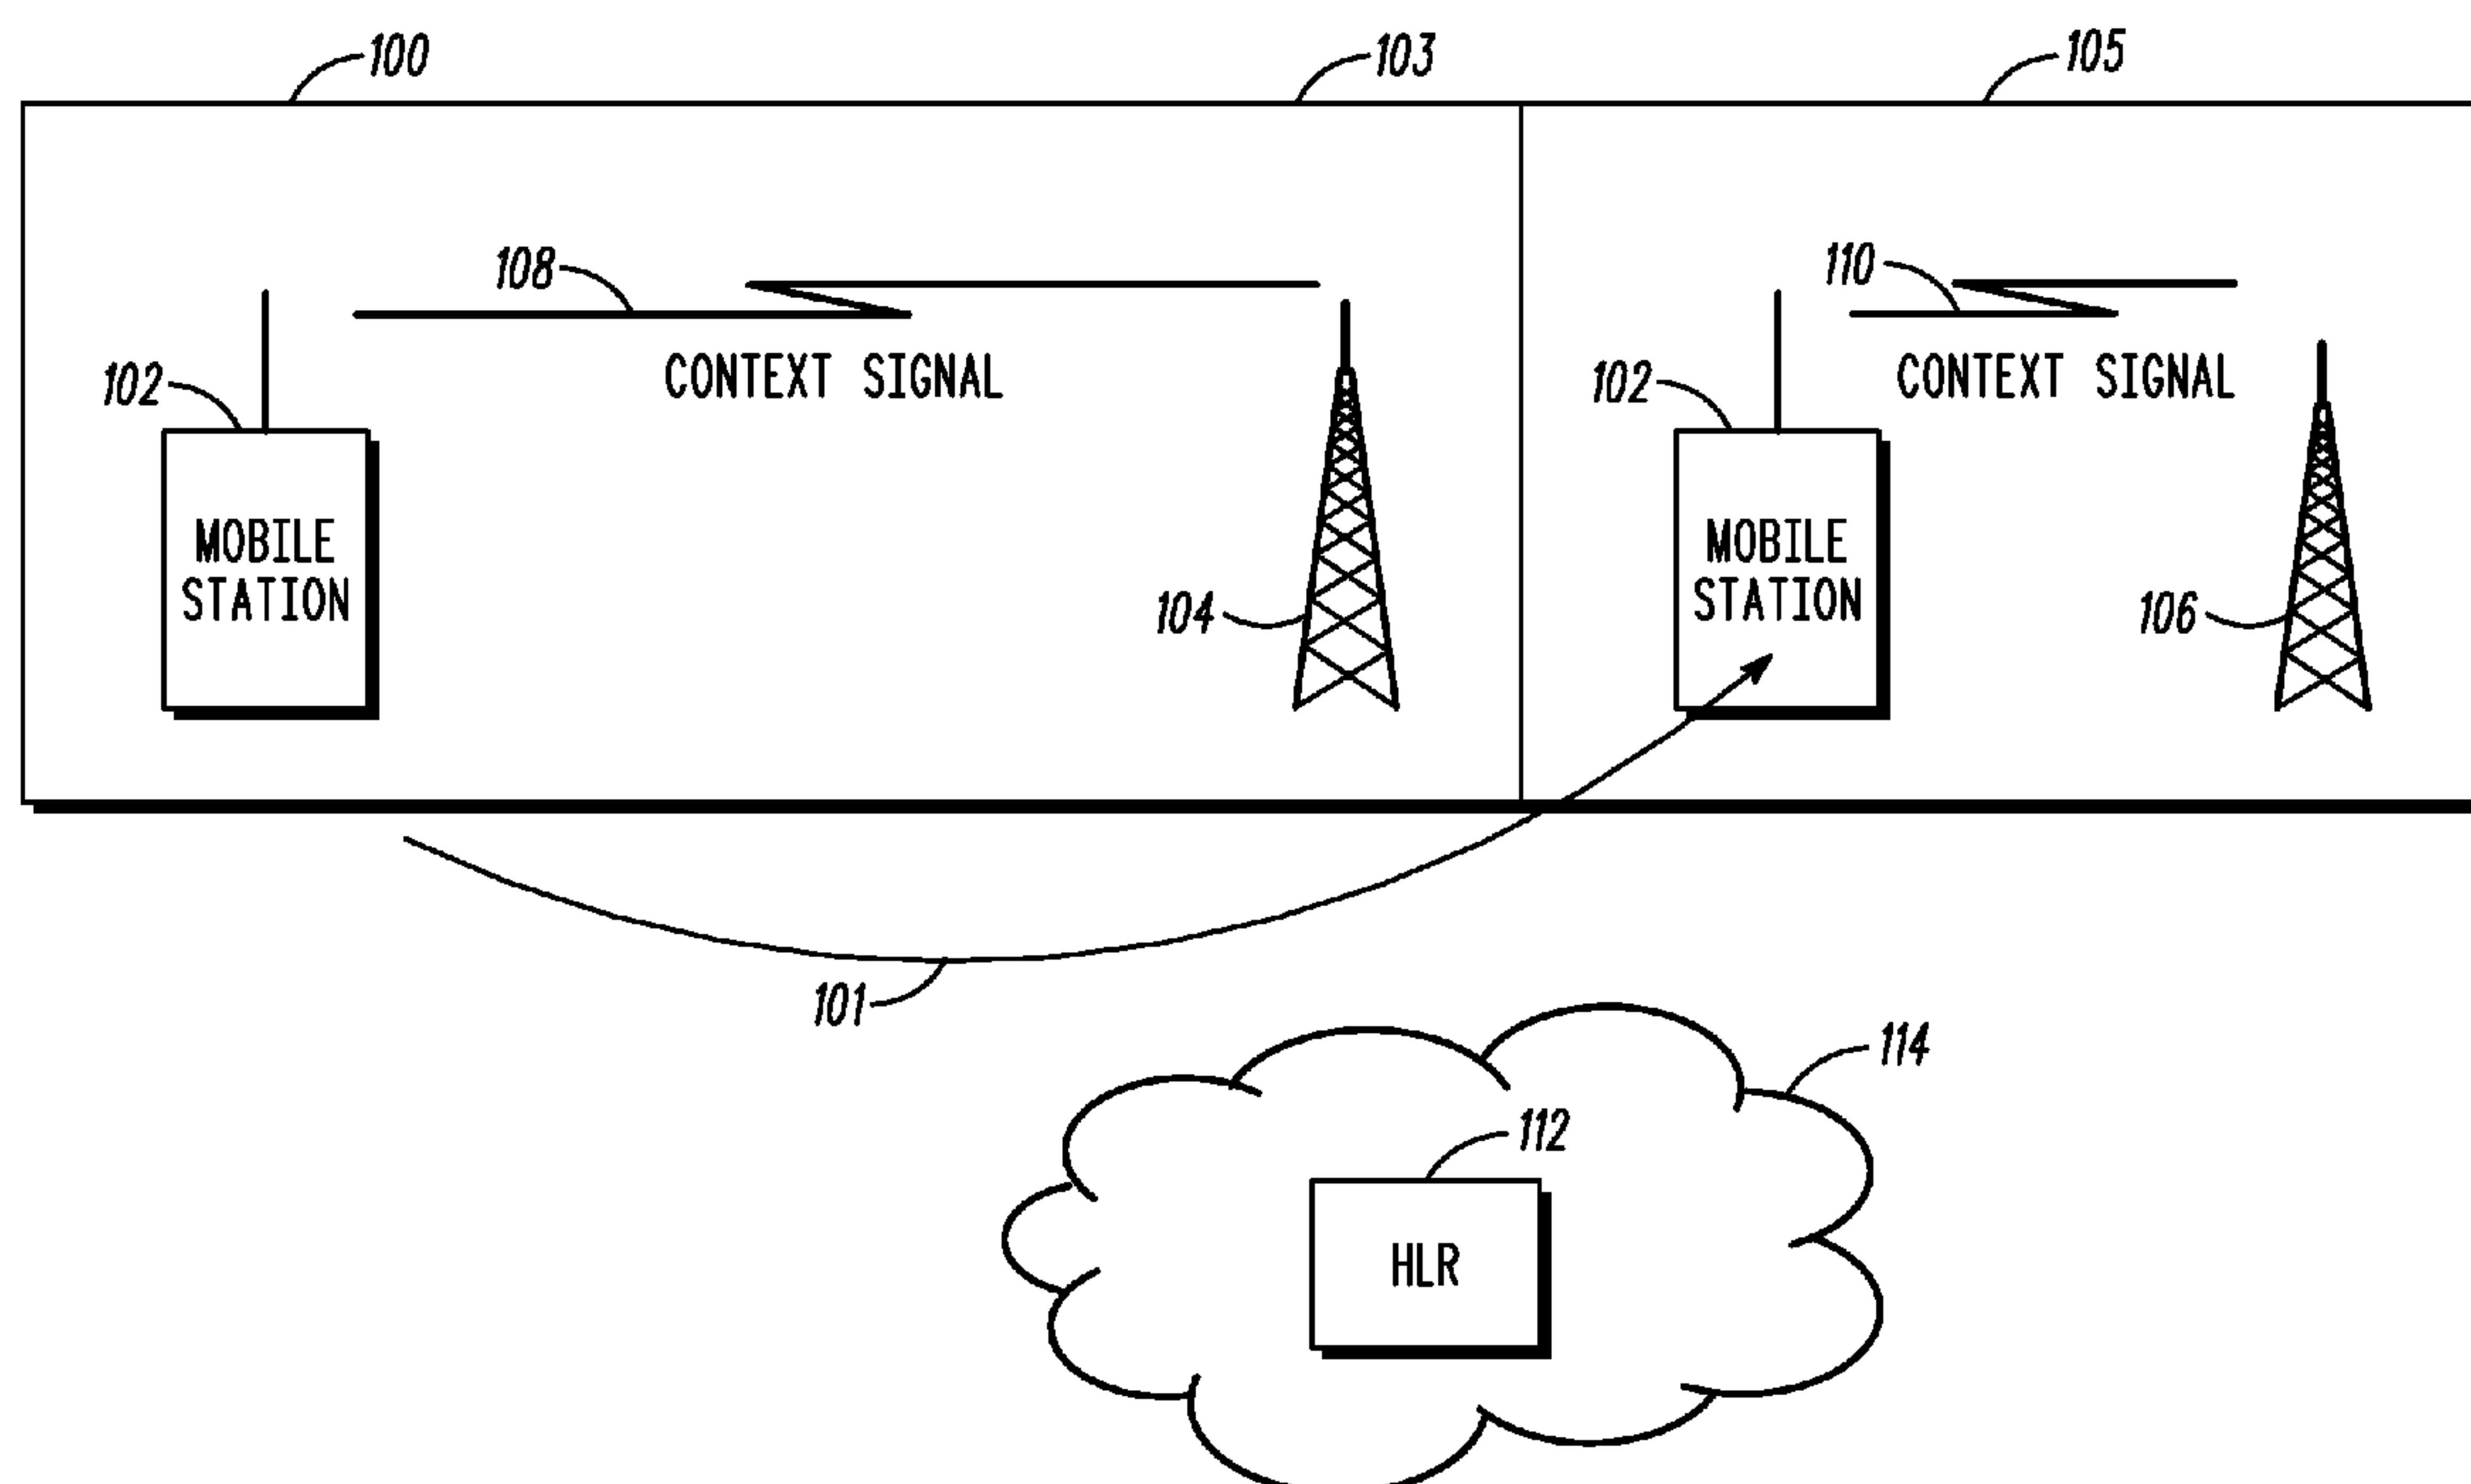 100
103
105
108
110
102
CONTEXT SIGNAL
102
CONTEXT SIGNAL
MOBILE
STATION
MOBILE
STATION
104
106
101
114
112
HLR